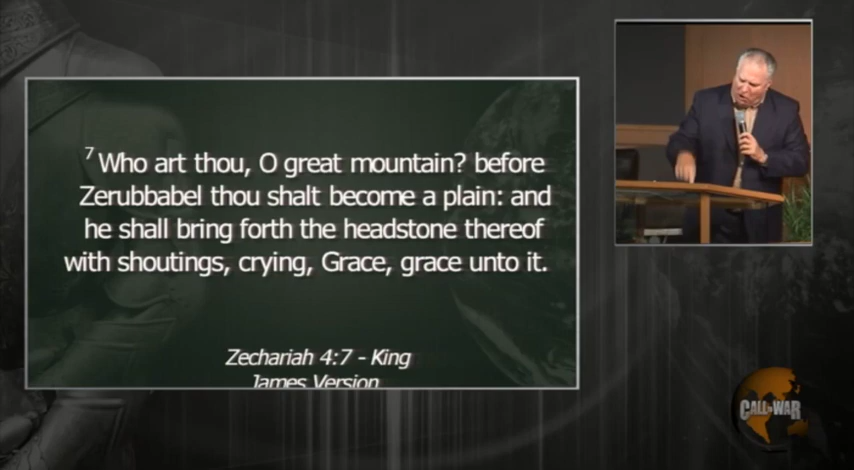 7 Who art thou, O great mountain? before
Zerubbabel thou shalt become a plain: and
he shall bring forth the headstone thereof
with shoutings, crying, Grace, grace unto it.
Zechariah 4:7 - King
James Version
CALL TO WAR